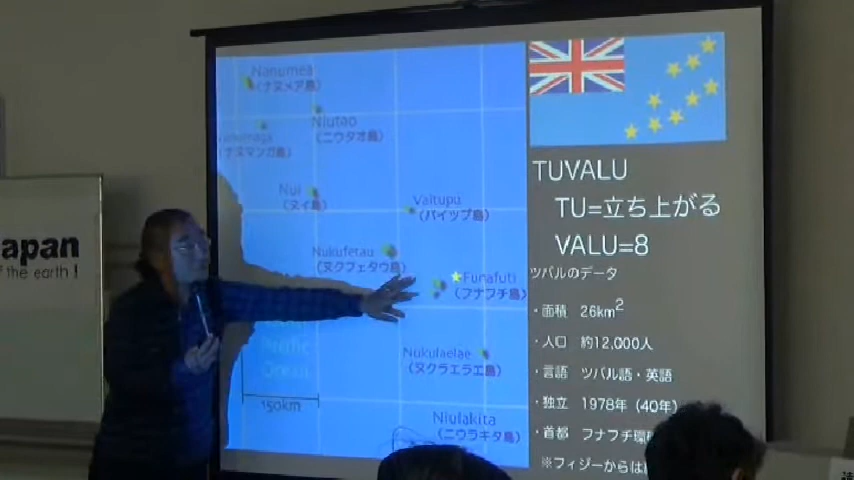 Nanumea
(ナヌメア島)
Niutao
(ニウタオ島)
(ナヌマンガ島)
Nui
(ヌイ島)
Vaitupu
(バイツプ島)
Nukufetau
(ヌクフェタウ島)
Funafuti
(フナフチ島)
Pacific
Ocean
Nukulaelae
(ヌクラエラエ島)
150km
Niulakita
(ニウラキタ島)
TUVALU
TU=立ち上がる
VALU=8
ツバルのデータ
・面積 26km²
・人口 約12,000人
・言語 ツバル語・英語
・独立 1978年（40年）
・首都 フナフチ環
※フィジーからは
apan
of the earth !